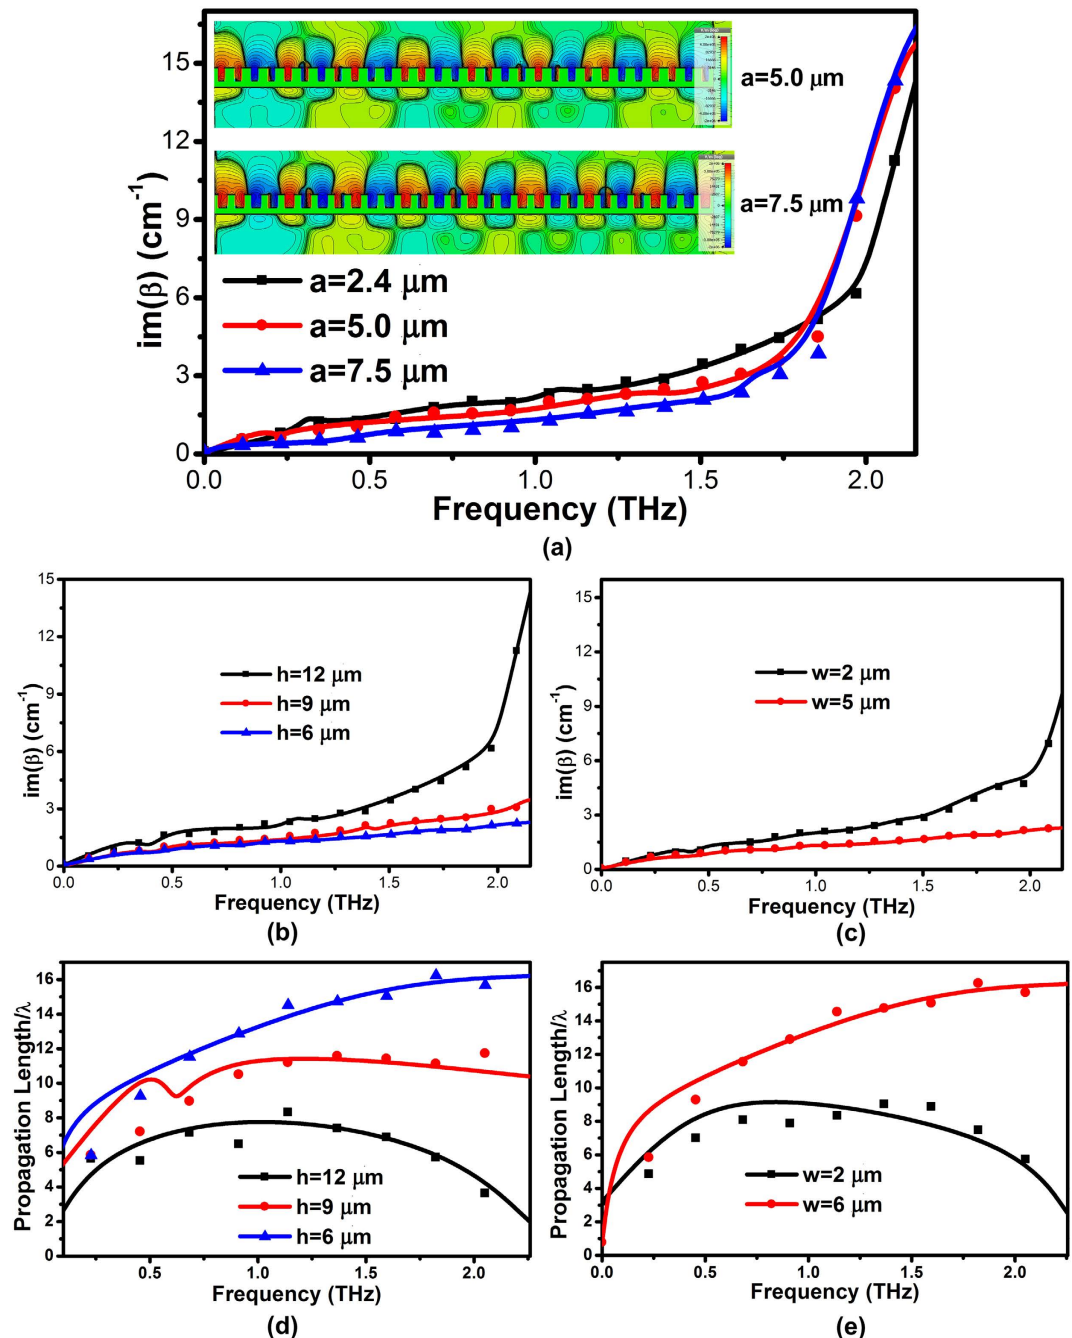 a=5.0 μm
a=7.5 μm
a=2.4 μm
a=5.0 μm
a=7.5 μm
im(β) (cm⁻¹)
15
12
9
6
3
0
0.0 0.5 1.0 1.5 2.0
Frequency (THz)
(a)
im(β) (cm⁻¹)
15
12
9
6
3
0
h=12 μm
h=9 μm
h=6 μm
0.0 0.5 1.0 1.5 2.0
Frequency (THz)
(b)
im(β) (cm⁻¹)
15
12
9
6
3
0
w=2 μm
w=5 μm
0.0 0.5 1.0 1.5 2.0
Frequency (THz)
(c)
Propagation Length/λ
16
14
12
10
8
6
4
2
0
h=12 μm
h=9 μm
h=6 μm
0.5 1.0 1.5 2.0
Frequency (THz)
(d)
Propagation Length/λ
16
14
12
10
8
6
4
2
0
w=2 μm
w=6 μm
0.0 0.5 1.0 1.5 2.0
Frequency (THz)
(e)